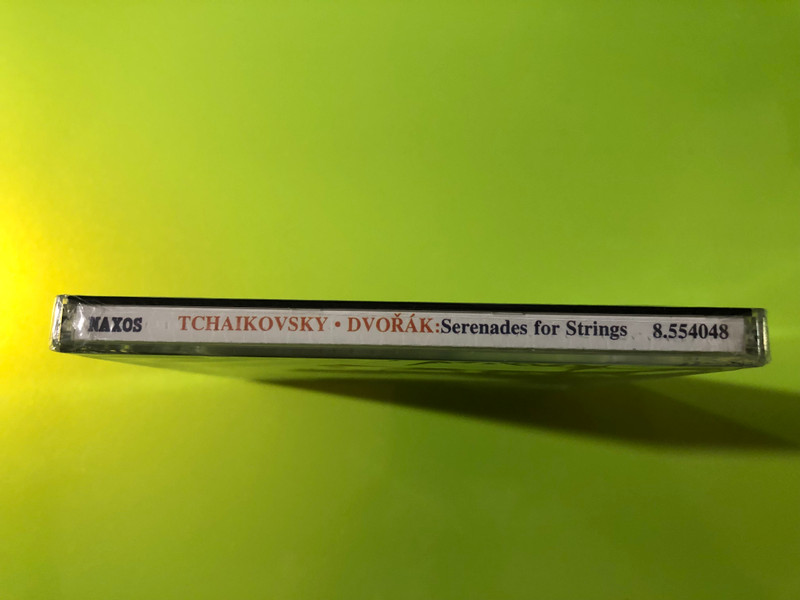 NAXOS TCHAIKOVSKY • DVOŘÁK:Serenades for Strings 8.554048